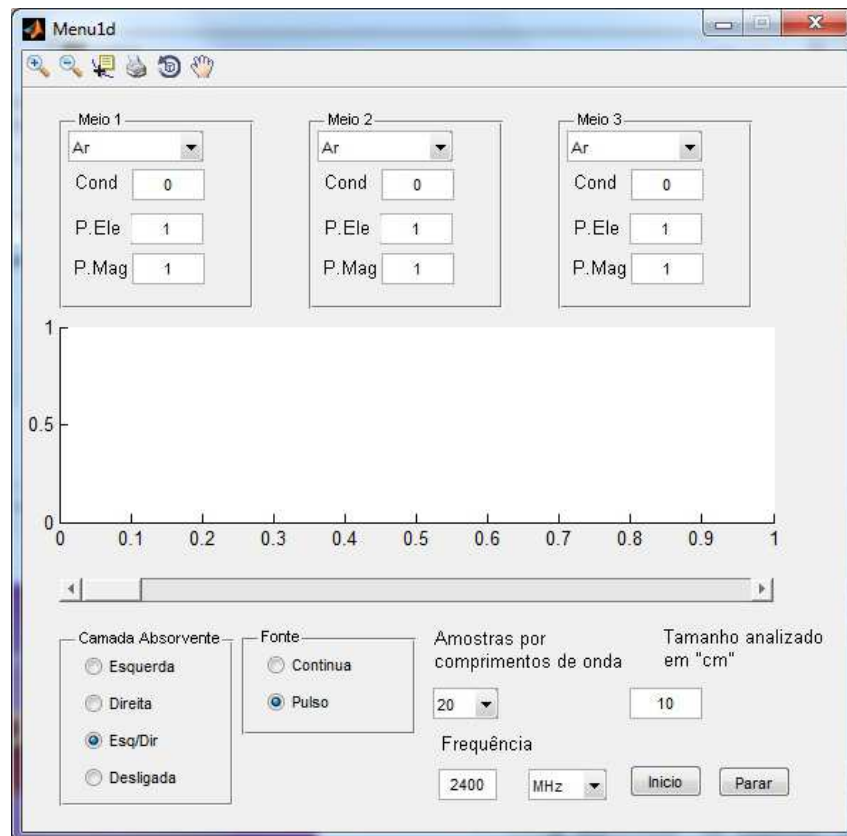 Menu1d
Meio 1
Ar
Cond 0
P.Ele 1
P.Mag 1
Meio 2
Ar
Cond 0
P.Ele 1
P.Mag 1
Meio 3
Ar
Cond 0
P.Ele 1
P.Mag 1
1
0.5
0
0 0.1 0.2 0.3 0.4 0.5 0.6 0.7 0.8 0.9 1
Camada Absorvente
Esquerda
Direita
Esq/Dir
Desligada
Fonte
Continua
Pulso
Amostras por
comprimentos de onda
20
Tamanho analizado
em "cm"
10
Frequência
2400 MHz
Inicio
Parar